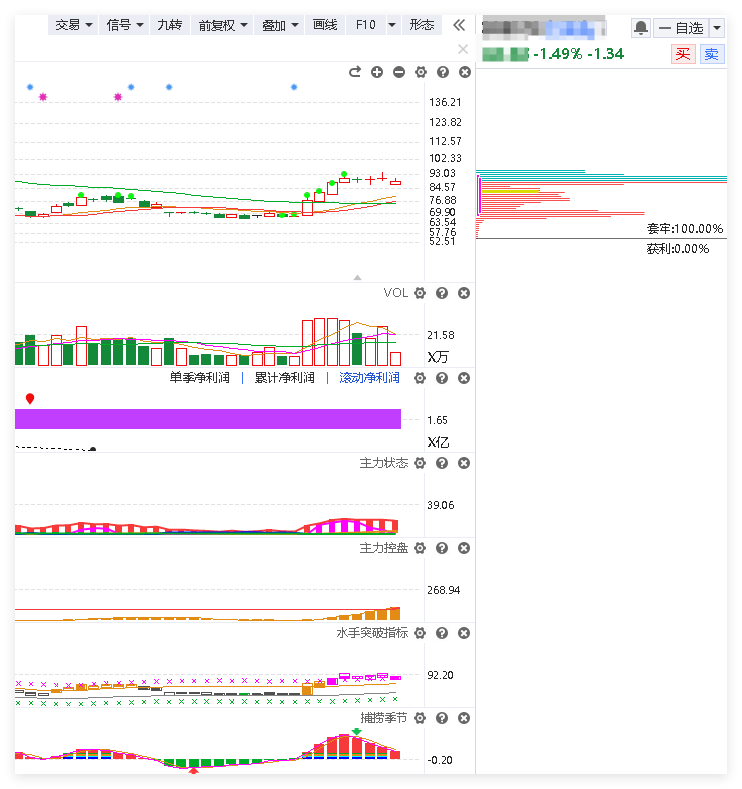 交易 信号 九转 前复权 叠加 画线 F10 形态
自选
-1.49% -1.34 买 卖
136.21
123.82
112.57
102.33
93.03
84.57
76.88
69.90
63.54
57.76
52.51
套牢:100.00%
获利:0.00%
VOL
21.58
X万
单季净利润 | 累计净利润 | 滚动净利润
1.65
X亿
主力状态
39.06
主力控盘
268.94
水手突破指标
92.20
捕捞季节
-0.20